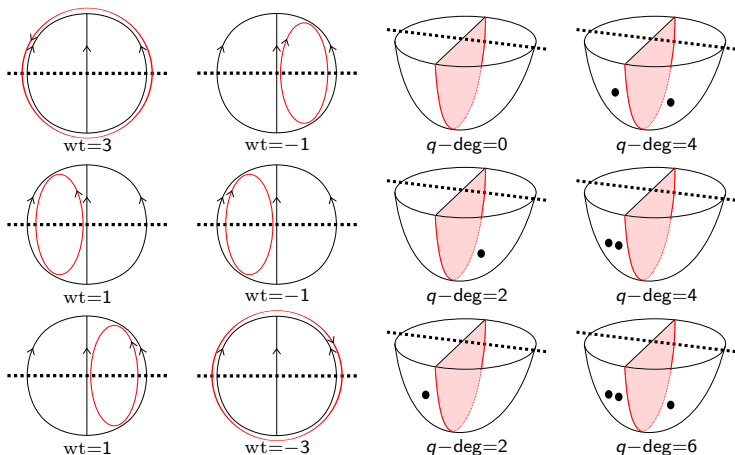 wt=3 wt=−1 q−deg=0 q−deg=4
wt=1 wt=−1 q−deg=2 q−deg=4
wt=1 wt=−3 q−deg=2 q−deg=6